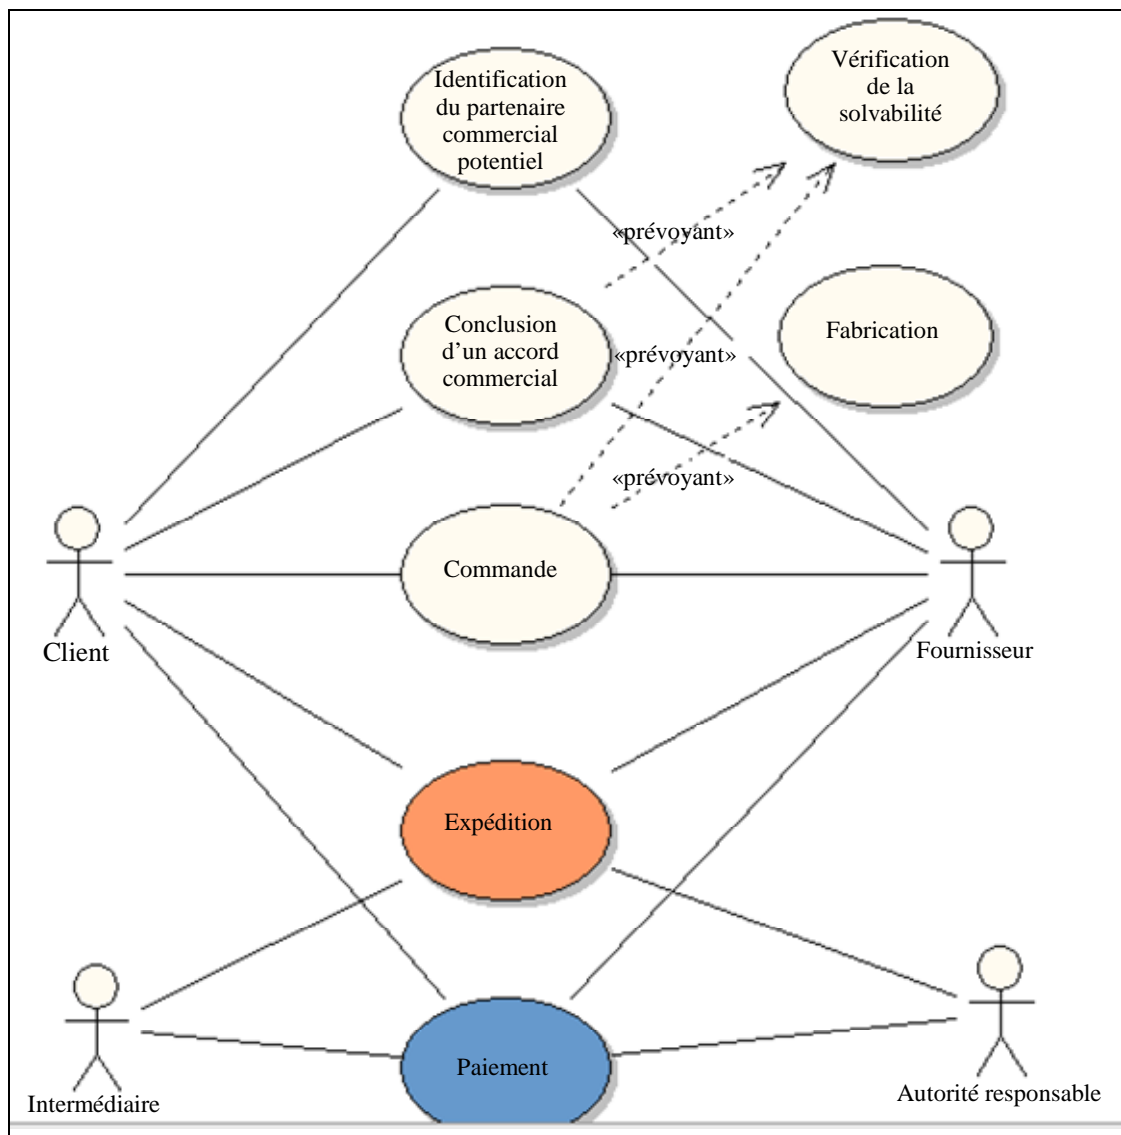 Identification
du partenaire
commercial
potentiel
Vérification
de la
solvabilité
«prévoyant»
Conclusion
d’un accord
commercial
«prévoyant»
Fabrication
«prévoyant»
Commande
Client
Fournisseur
Expédition
Paiement
Intermédiaire
Autorité responsable